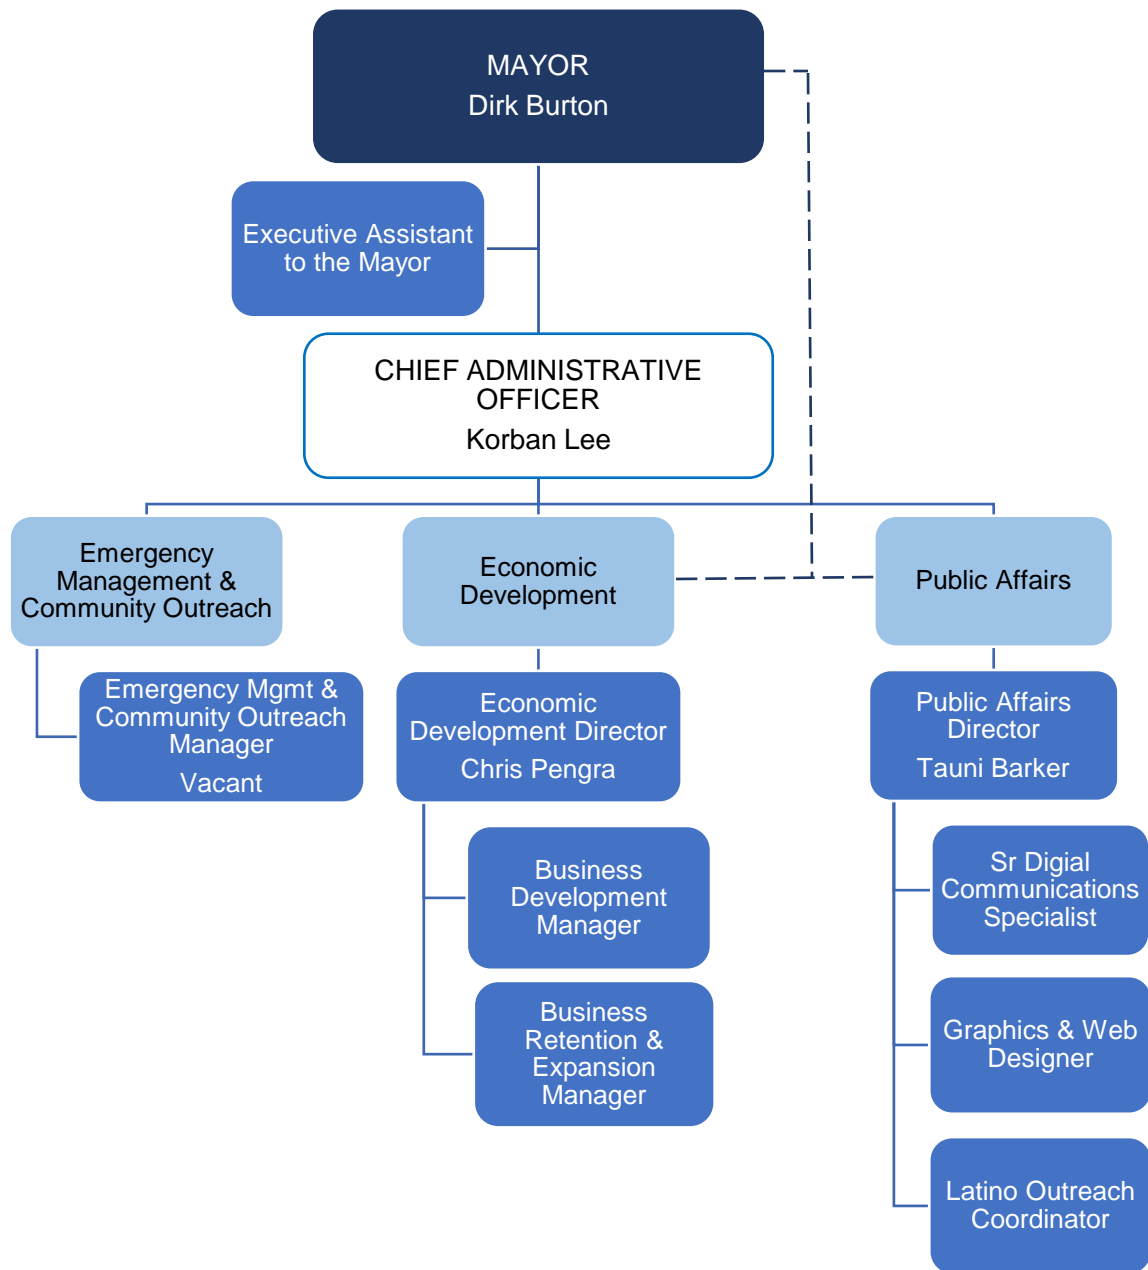 MAYOR
Dirk Burton
Executive Assistant
to the Mayor
CHIEF ADMINISTRATIVE
OFFICER
Korban Lee
Emergency
Management &
Community Outreach
Economic
Development
Public Affairs
Emergency Mgmt &
Community Outreach
Manager
Vacant
Economic
Development Director
Chris Pengra
Public Affairs
Director
Tauni Barker
Business
Development
Manager
Sr Digial
Communications
Specialist
Business
Retention &
Expansion
Manager
Graphics & Web
Designer
Latino Outreach
Coordinator